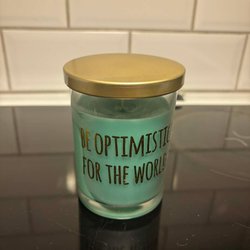 BE OPTIMISTIC
FOR THE WORLD